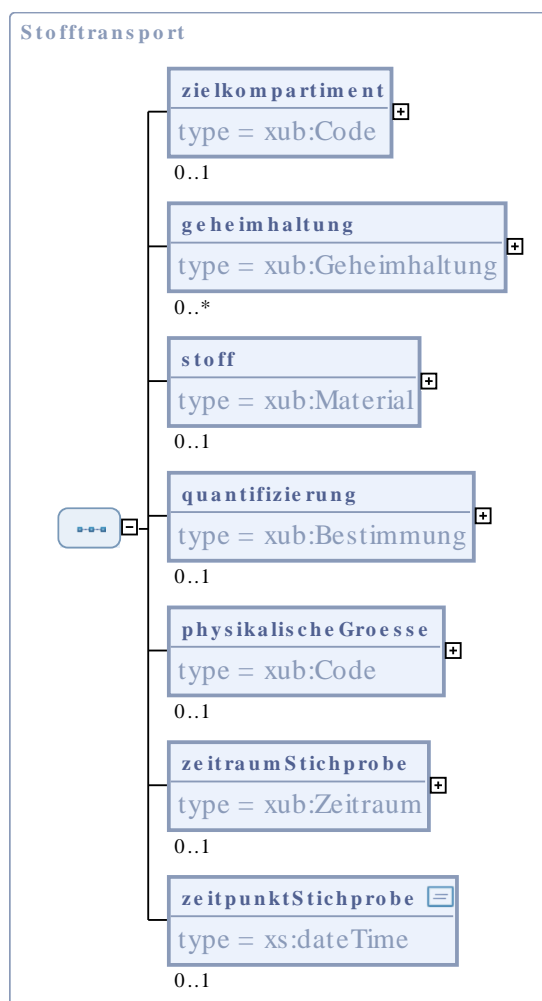 Stofftransport
zielkompartiment
type = xub:Code
0..1
geheimhaltung
type = xub:Geheimhaltung
0..*
stoff
type = xub:Material
0..1
quantifizierung
type = xub:Bestimmung
0..1
physikalischeGroesse
type = xub:Code
0..1
zeitraumStichprobe
type = xub:Zeitraum
0..1
zeitpunktStichprobe
type = xs:dateTime
0..1